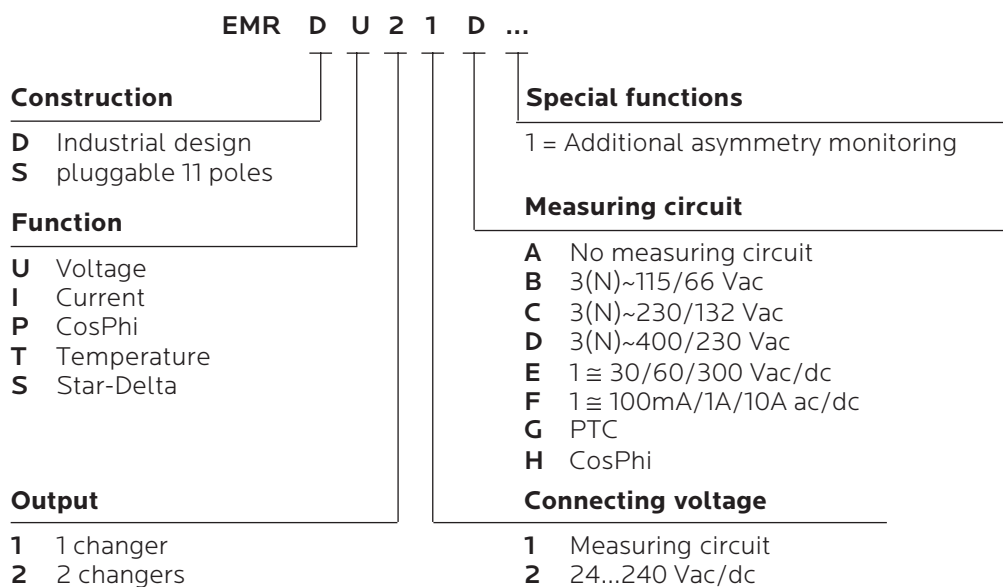 EMR D U 2 1 D ...
Construction
D Industrial design
S pluggable 11 poles
Function
U Voltage
I Current
P CosPhi
T Temperature
S Star-Delta
Output
1 1 changer
2 2 changers
Special functions
1 = Additional asymmetry monitoring
Measuring circuit
A No measuring circuit
B 3(N)~115/66 Vac
C 3(N)~230/132 Vac
D 3(N)~400/230 Vac
E 1 ≅ 30/60/300 Vac/dc
F 1 ≅ 100mA/1A/10A ac/dc
G PTC
H CosPhi
Connecting voltage
1 Measuring circuit
2 24...240 Vac/dc